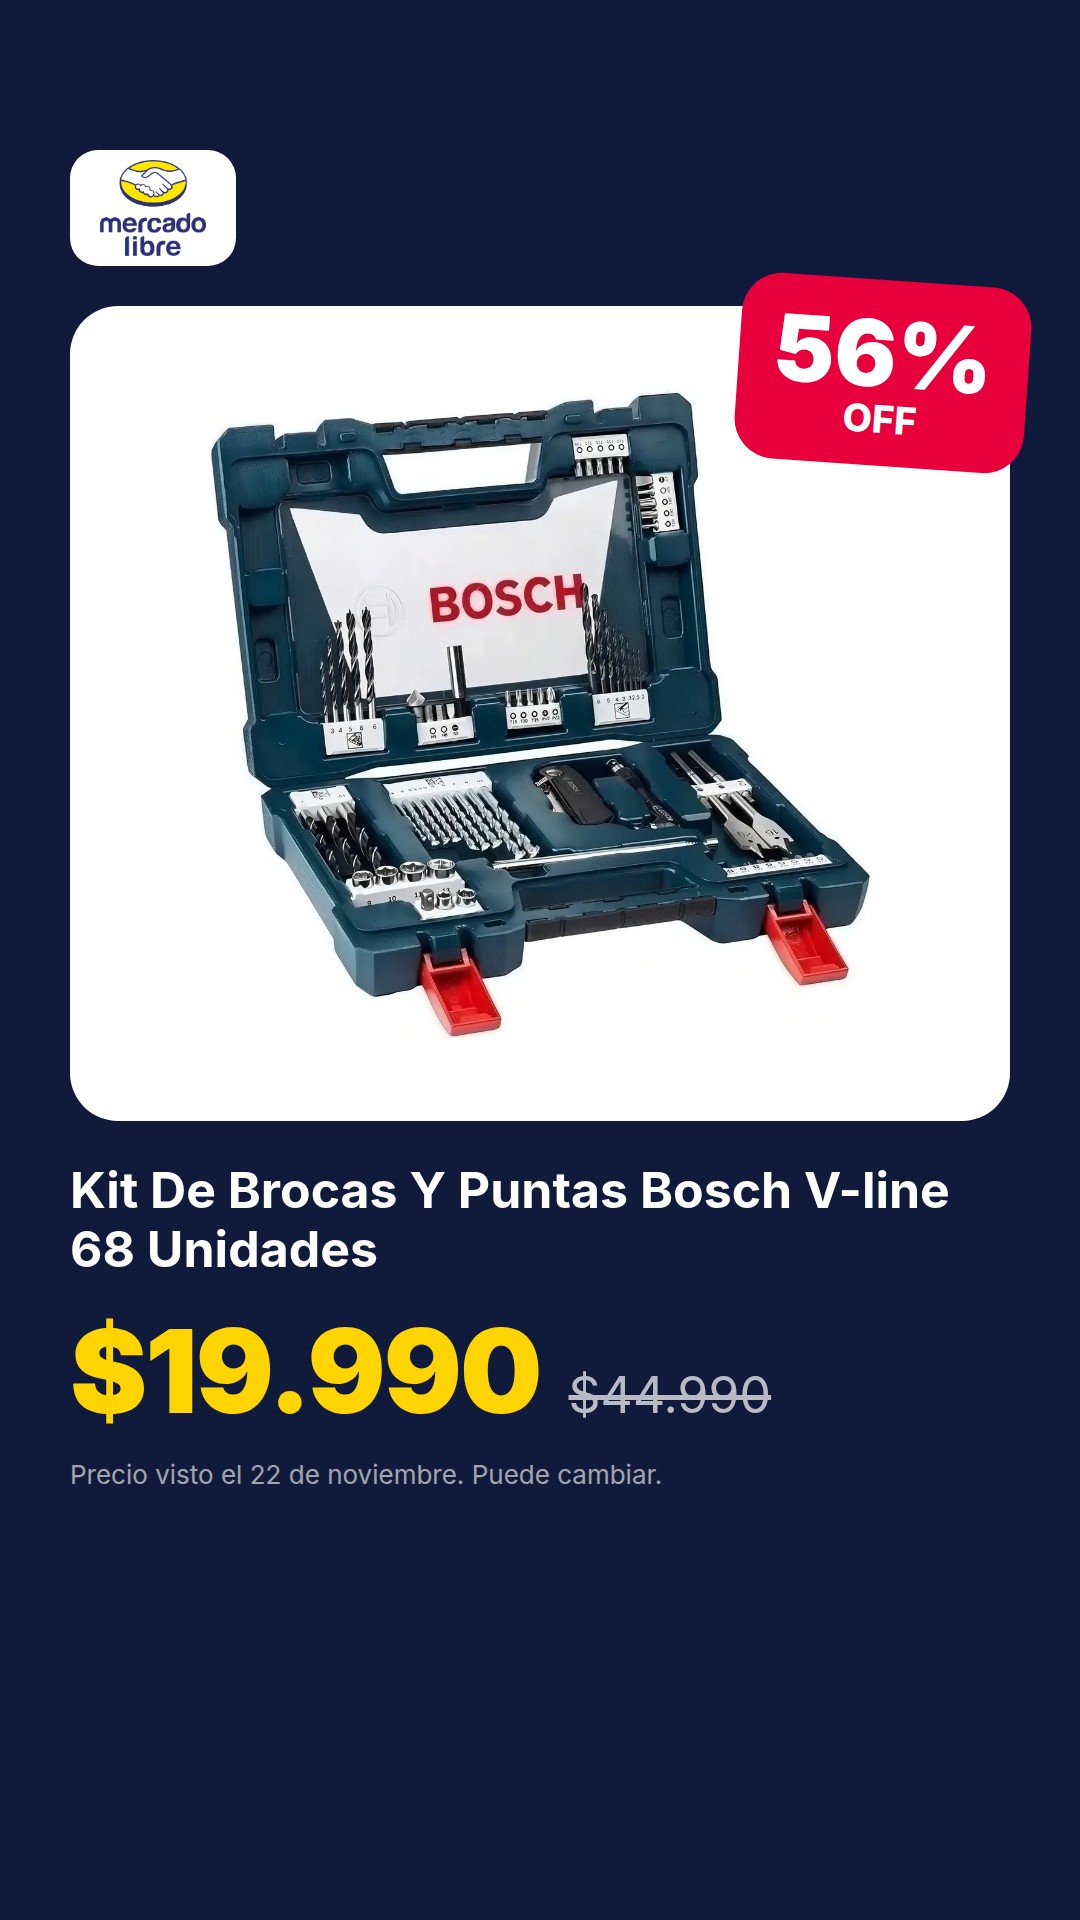 mercado
libre
56%
OFF
BOSCH
Kit De Brocas Y Puntas Bosch V-line
68 Unidades
$19.990 $44.990
Precio visto el 22 de noviembre. Puede cambiar.